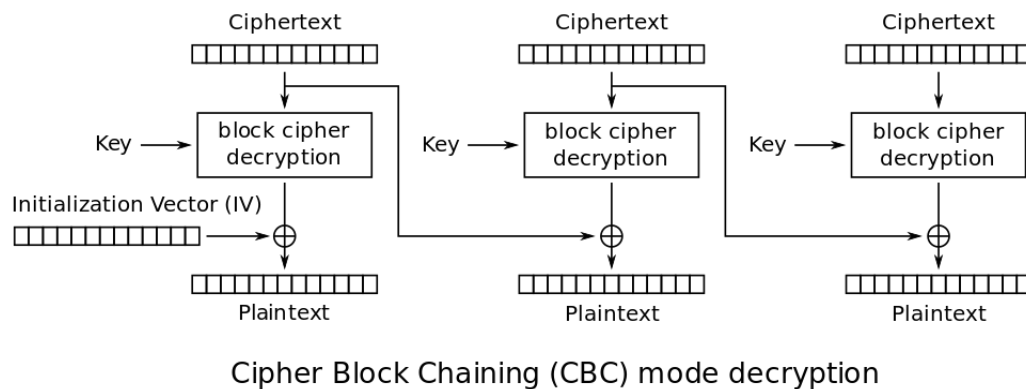 Ciphertext
Ciphertext
Ciphertext
Key
block cipher
decryption
Key
block cipher
decryption
Key
block cipher
decryption
Initialization Vector (IV)
Plaintext
Plaintext
Plaintext
Cipher Block Chaining (CBC) mode decryption